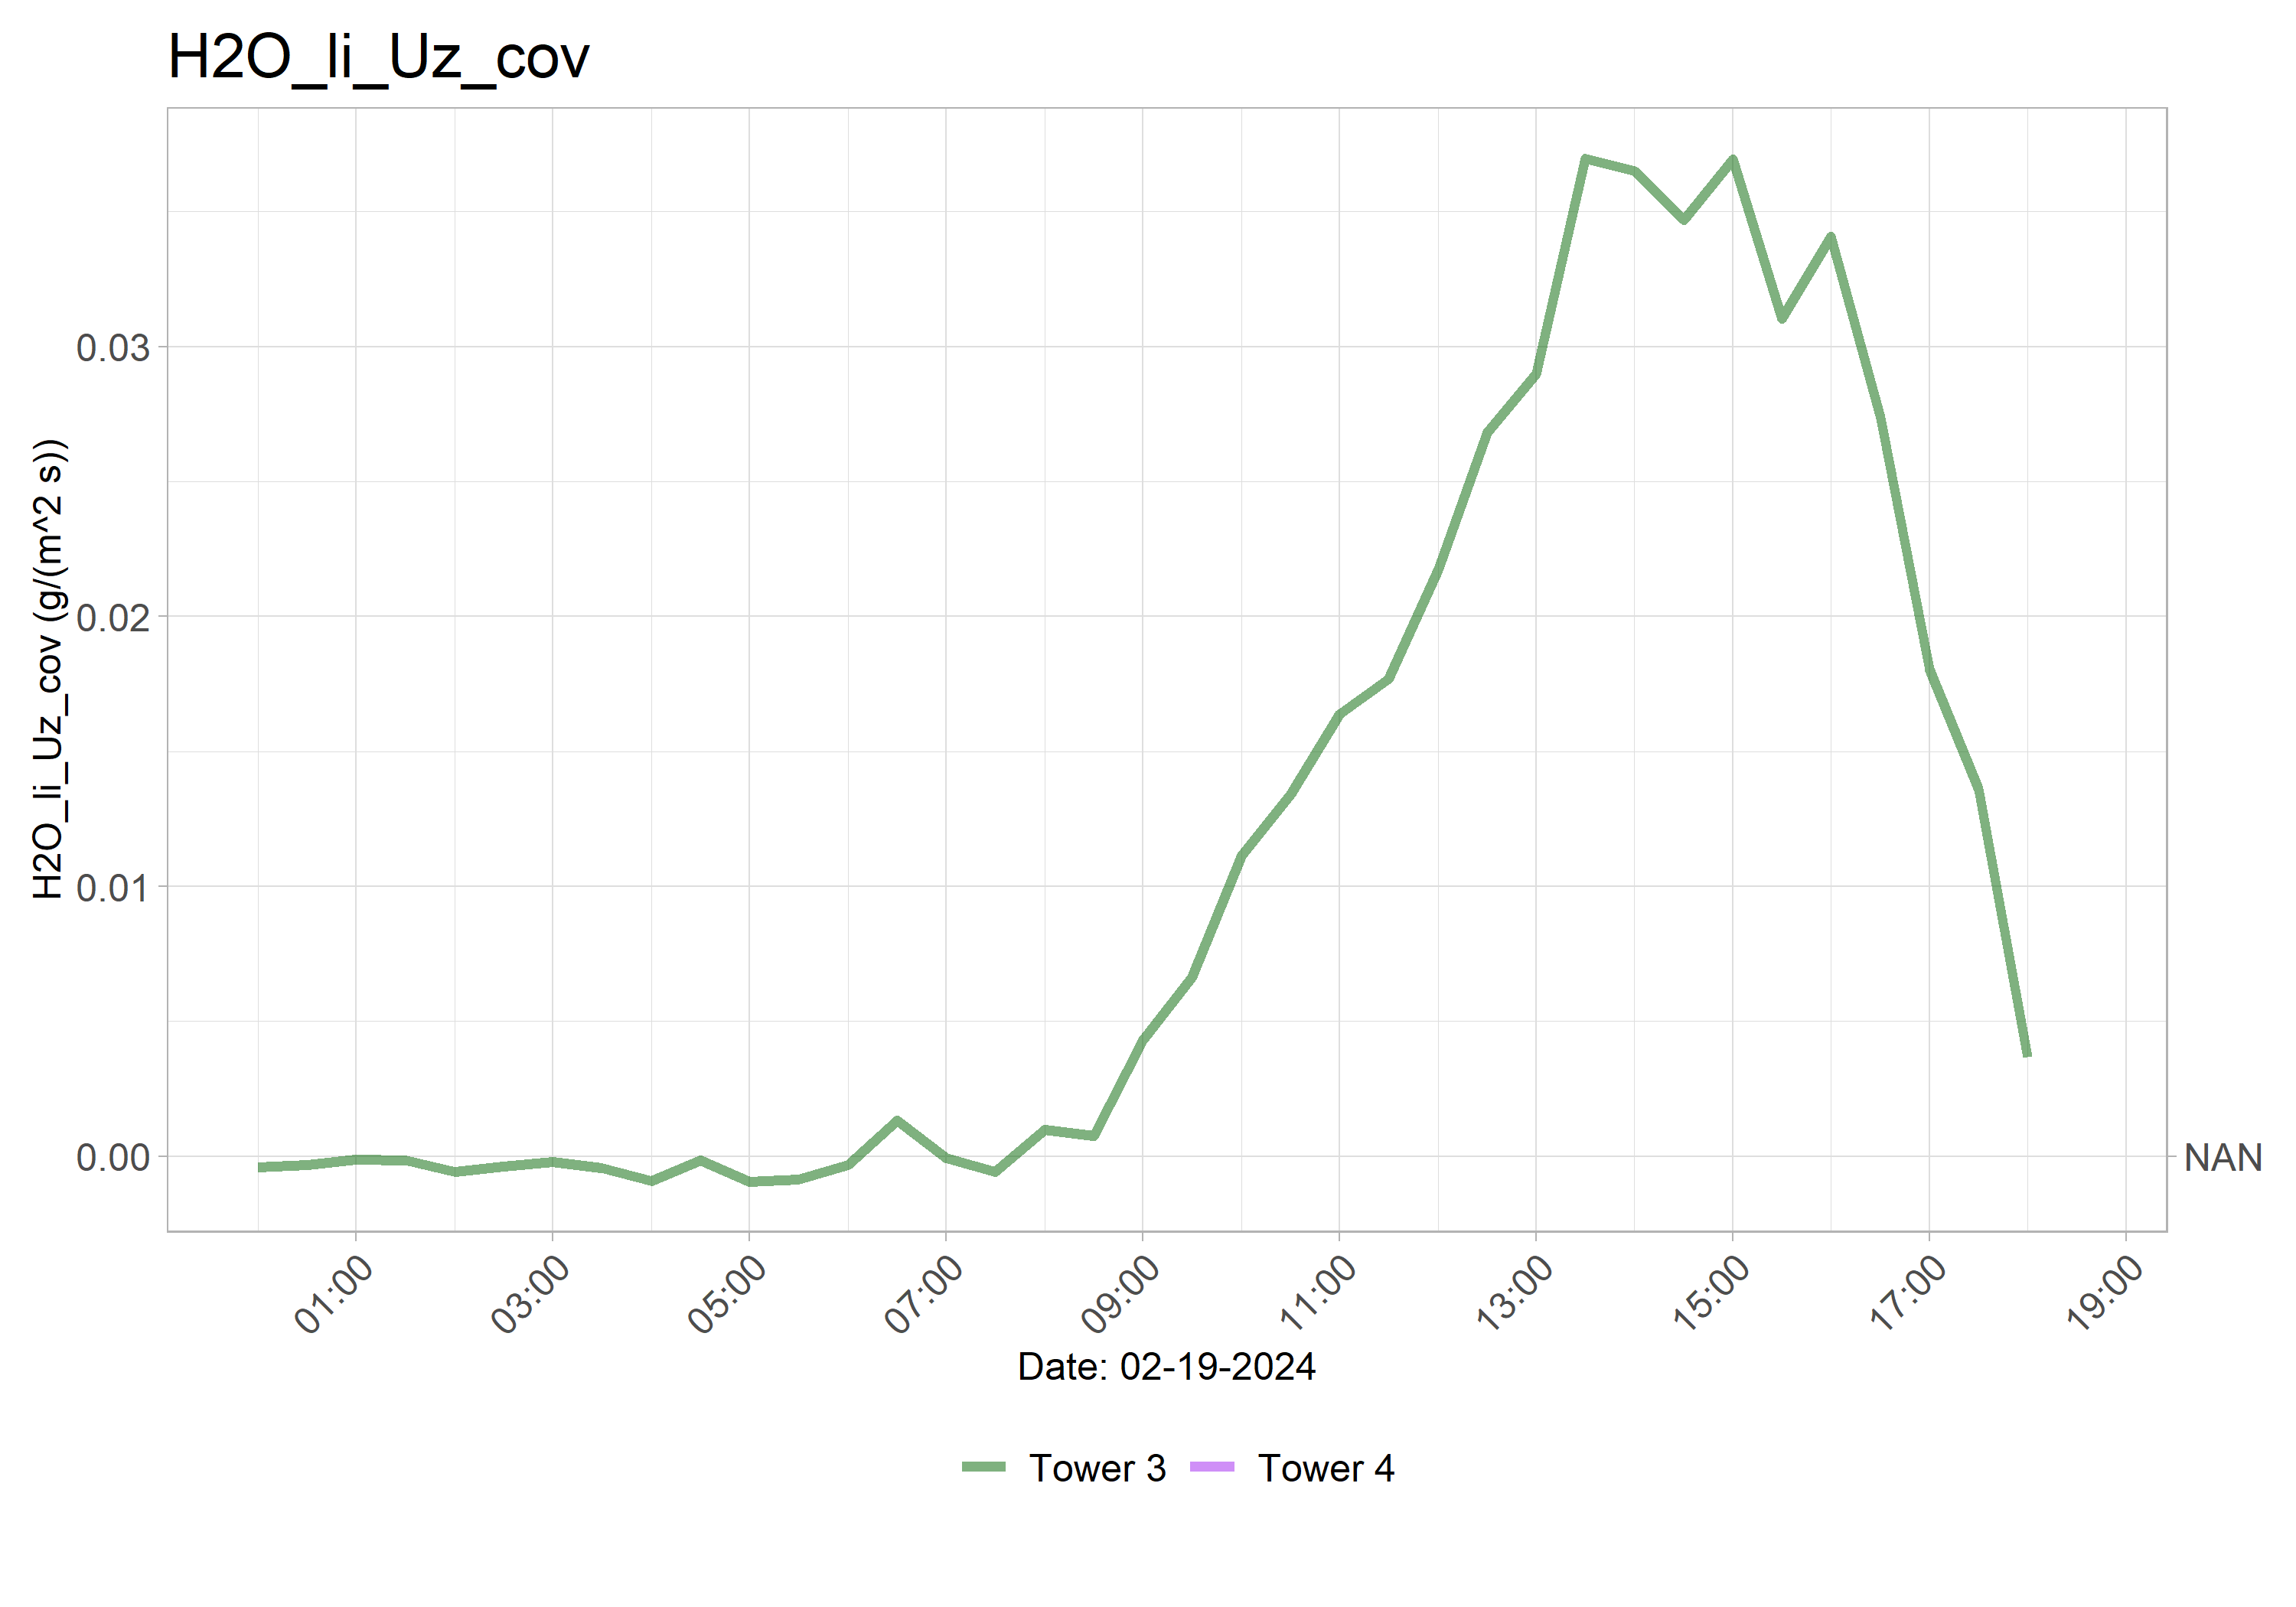 H2O_li_Uz_cov
H2O_li_Uz_cov (g/(m^2 s))
0.03
0.02
0.01
0.00
NAN
01:00
03:00
05:00
07:00
09:00
11:00
13:00
15:00
17:00
19:00
Date: 02-19-2024
Tower 3
Tower 4